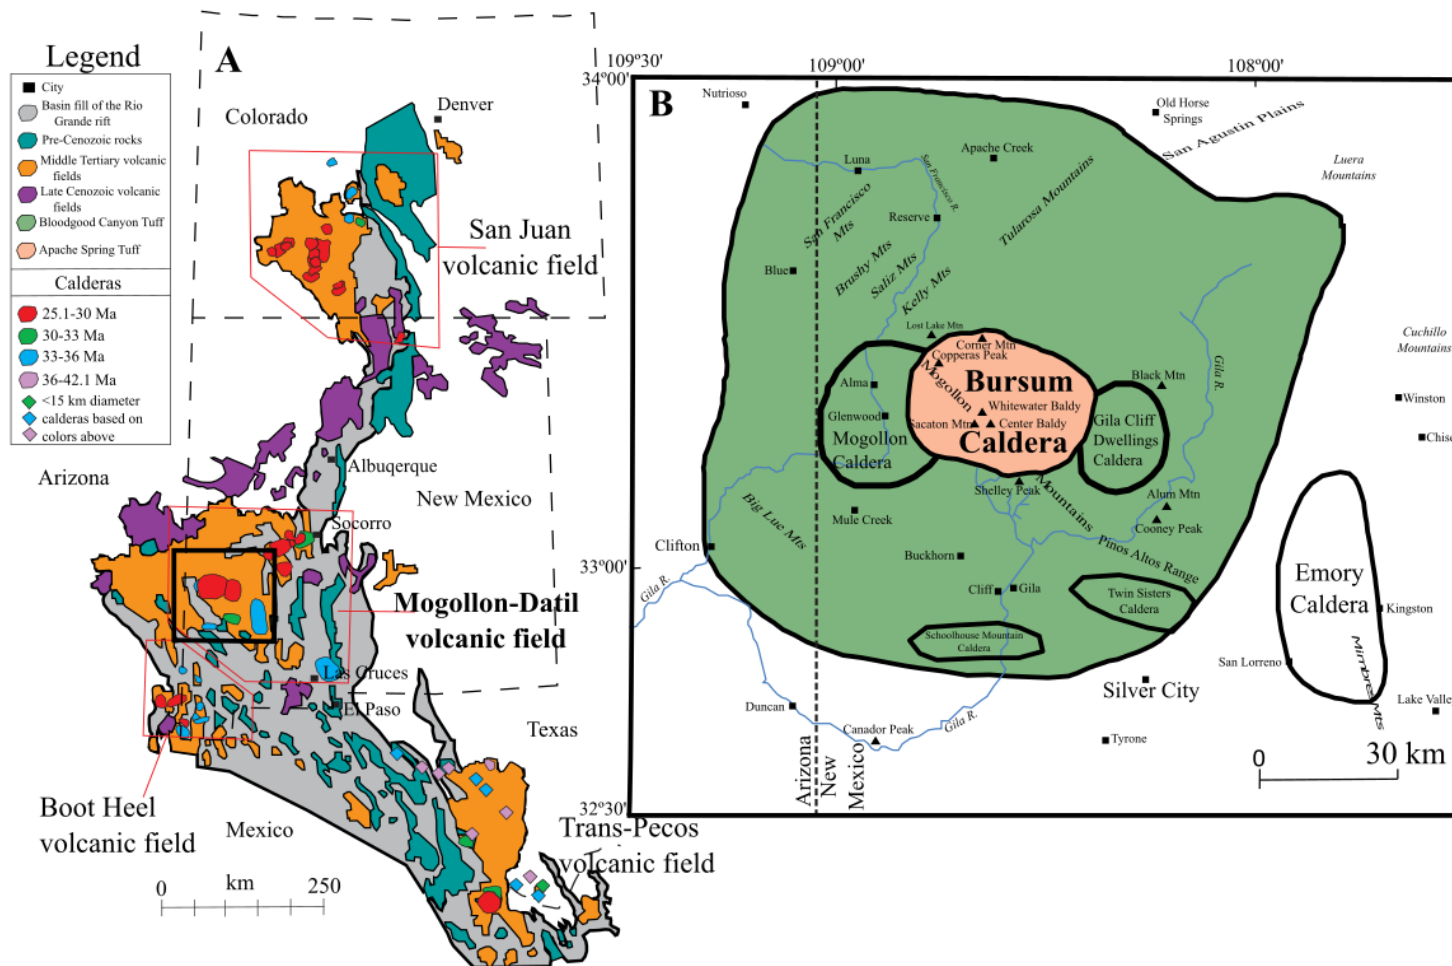 Legend
City
Basin fill of the Rio
Grande rift
Pre-Cenozoic rocks
Middle Tertiary volcanic
fields
Late Cenozoic volcanic
fields
Bloodgood Canyon Tuff
Apache Spring Tuff
Calderas
25.1-30 Ma
30-33 Ma
33-36 Ma
36-42.1 Ma
<15 km diameter
calderas based on
colors above
A
Colorado
Denver
San Juan
volcanic field
Arizona
Albuqerque
New Mexico
Socorro
Mogollon-Datil
volcanic field
Las Cruces
El Paso
Texas
Boot Heel
volcanic field
Mexico
Trans-Pecos
volcanic field
0 km 250
109°30'
109°00'
108°00'
34°00'
33°00'
32°30'
B
Nutrioso
Old Horse
Springs
San Agustin Plains
Luera
Mountains
Luna
Apache Creek
San Francisco R.
San Francisco
Mts
Reserve
Tularosa Mountains
Blue
Brushy Mts
Saliz Mts
Kelly Mts
Lost Lake Mtn
Corner Mtn
Copperas Peak
Mogollon
Bursum
Caldera
Whitewater Baldy
Sacaton Mtn
Center Baldy
Alma
Glenwood
Mogollon
Caldera
Black Mtn
Gila Cliff
Dwellings
Caldera
Gila R.
Cuchillo
Mountains
Winston
Chise
Shelley Peak
Mountains
Alum Mtn
Cooney Peak
Big Lue Mts
Mule Creek
Clifton
Gila R.
Buckhorn
Pinos Altos Range
Cliff
Gila
Twin Sisters
Caldera
Schoolhouse Mountain
Caldera
Emory
Caldera
Kingston
San Lorreno
Mimbres Mts
Lake Valle
Silver City
Duncan
Canador Peak
Gila R.
Tyrone
Arizona
New
Mexico
0 30 km